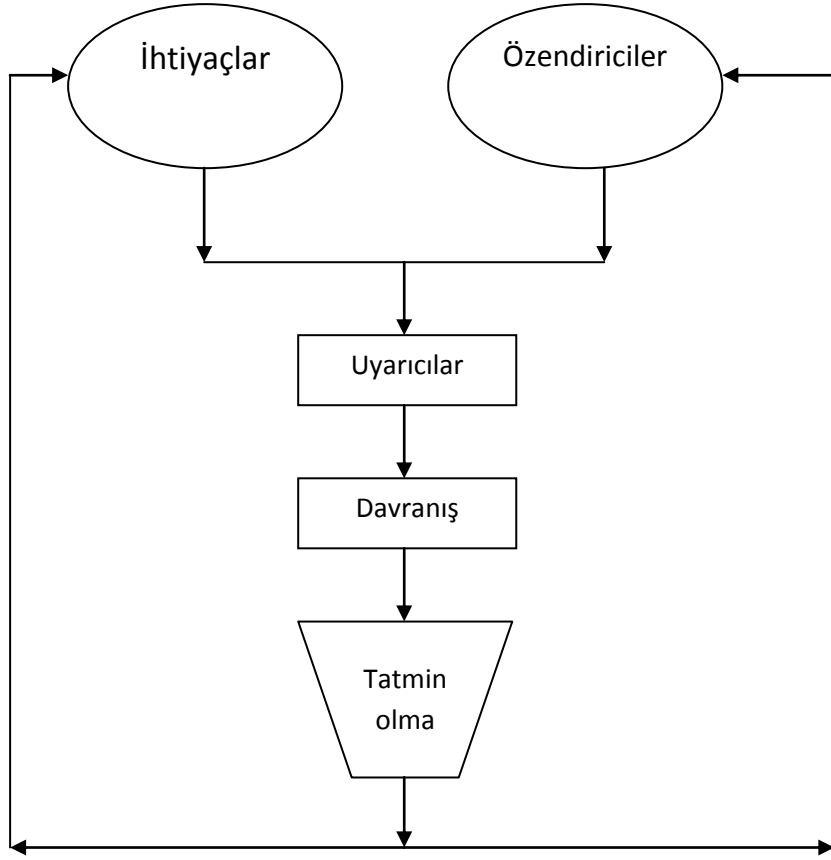 İhtiyaçlar
Özendiriciler
Uyarıcılar
Davranış
Tatmin
olma